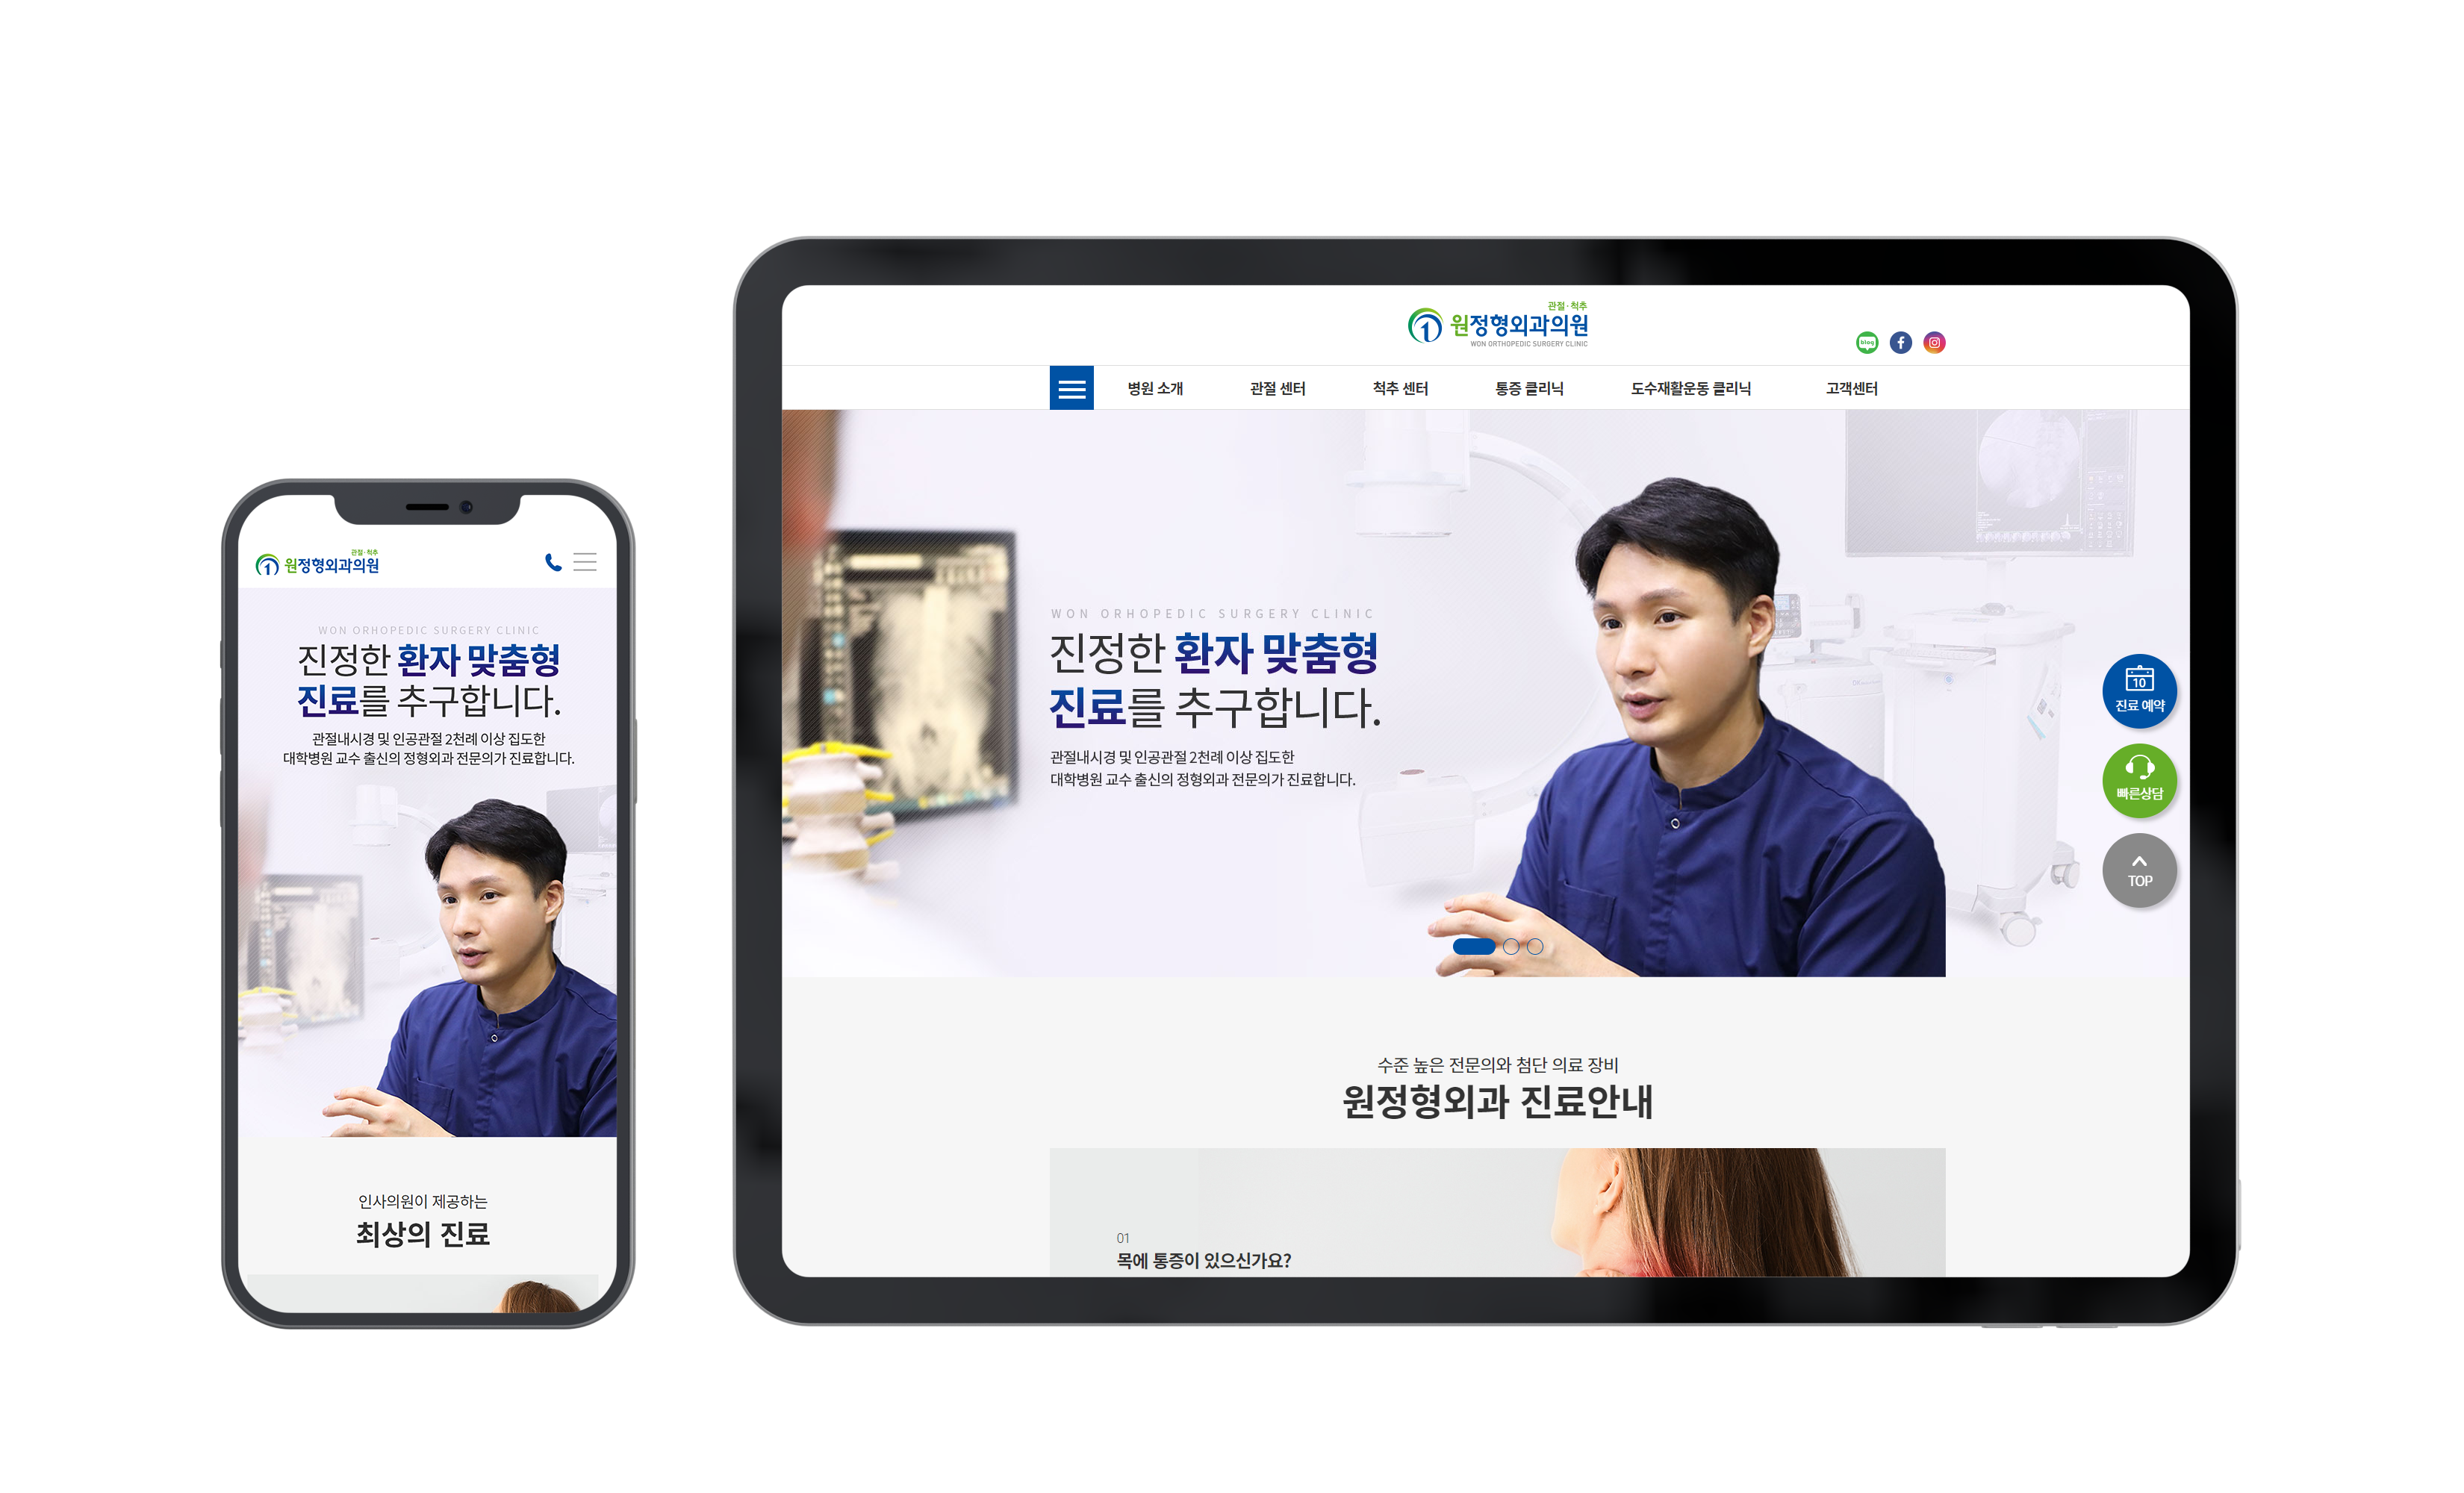 관절·척추
원정형외과의원
WON ORHOPEDIC SURGERY CLINIC
진정한 환자 맞춤형
진료를 추구합니다.
관절내시경 및 인공관절 2천례 이상 집도한
대학병원 교수 출신의 정형외과 전문의가 진료합니다.
인사의원이 제공하는
최상의 진료
관절·척추
원정형외과의원
WON ORTHOPEDIC SURGERY CLINIC
blog
병원 소개 관절 센터 척추 센터 통증 클리닉 도수재활운동 클리닉 고객센터
WON ORHOPEDIC SURGERY CLINIC
진정한 환자 맞춤형
진료를 추구합니다.
관절내시경 및 인공관절 2천례 이상 집도한
대학병원 교수 출신의 정형외과 전문의가 진료합니다.
10
진료 예약
빠른상담
TOP
수준 높은 전문의와 첨단 의료 장비
원정형외과 진료안내
01
목에 통증이 있으신가요?